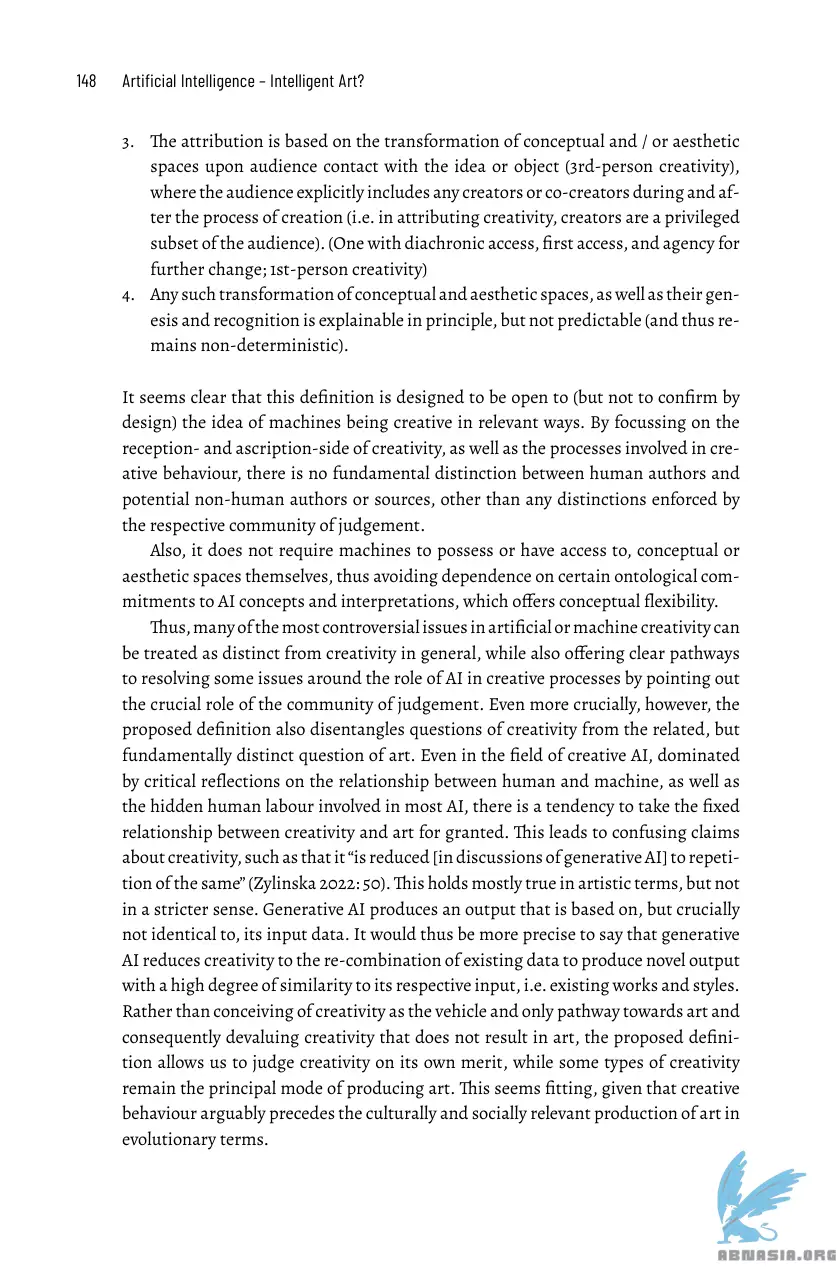 148 Artificial Intelligence – Intelligent Art?
3. The attribution is based on the transformation of conceptual and / or aesthetic
spaces upon audience contact with the idea or object (3rd-person creativity),
where the audience explicitly includes any creators or co-creators during and af-
ter the process of creation (i.e. in attributing creativity, creators are a privileged
subset of the audience). (One with diachronic access, first access, and agency for
further change; 1st-person creativity)
4. Any such transformation of conceptual and aesthetic spaces, as well as their gen-
esis and recognition is explainable in principle, but not predictable (and thus re-
mains non-deterministic).
It seems clear that this definition is designed to be open to (but not to confirm by
design) the idea of machines being creative in relevant ways. By focussing on the
reception- and ascription-side of creativity, as well as the processes involved in cre-
ative behaviour, there is no fundamental distinction between human authors and
potential non-human authors or sources, other than any distinctions enforced by
the respective community of judgement.
Also, it does not require machines to possess or have access to, conceptual or
aesthetic spaces themselves, thus avoiding dependence on certain ontological com-
mitments to AI concepts and interpretations, which offers conceptual flexibility.
Thus, many of the most controversial issues in artificial or machine creativity can
be treated as distinct from creativity in general, while also offering clear pathways
to resolving some issues around the role of AI in creative processes by pointing out
the crucial role of the community of judgement. Even more crucially, however, the
proposed definition also disentangles questions of creativity from the related, but
fundamentally distinct question of art. Even in the field of creative AI, dominated
by critical reflections on the relationship between human and machine, as well as
the hidden human labour involved in most AI, there is a tendency to take the fixed
relationship between creativity and art for granted. This leads to confusing claims
about creativity, such as that it “is reduced [in discussions of generative AI] to repeti-
tion of the same” (Zylinska 2022: 50). This holds mostly true in artistic terms, but not
in a stricter sense. Generative AI produces an output that is based on, but crucially
not identical to, its input data. It would thus be more precise to say that generative
AI reduces creativity to the re-combination of existing data to produce novel output
with a high degree of similarity to its respective input, i.e. existing works and styles.
Rather than conceiving of creativity as the vehicle and only pathway towards art and
consequently devaluing creativity that does not result in art, the proposed defini-
tion allows us to judge creativity on its own merit, while some types of creativity
remain the principal mode of producing art. This seems fitting, given that creative
behaviour arguably precedes the culturally and socially relevant production of art in
evolutionary terms.
ABNASIA.ORG